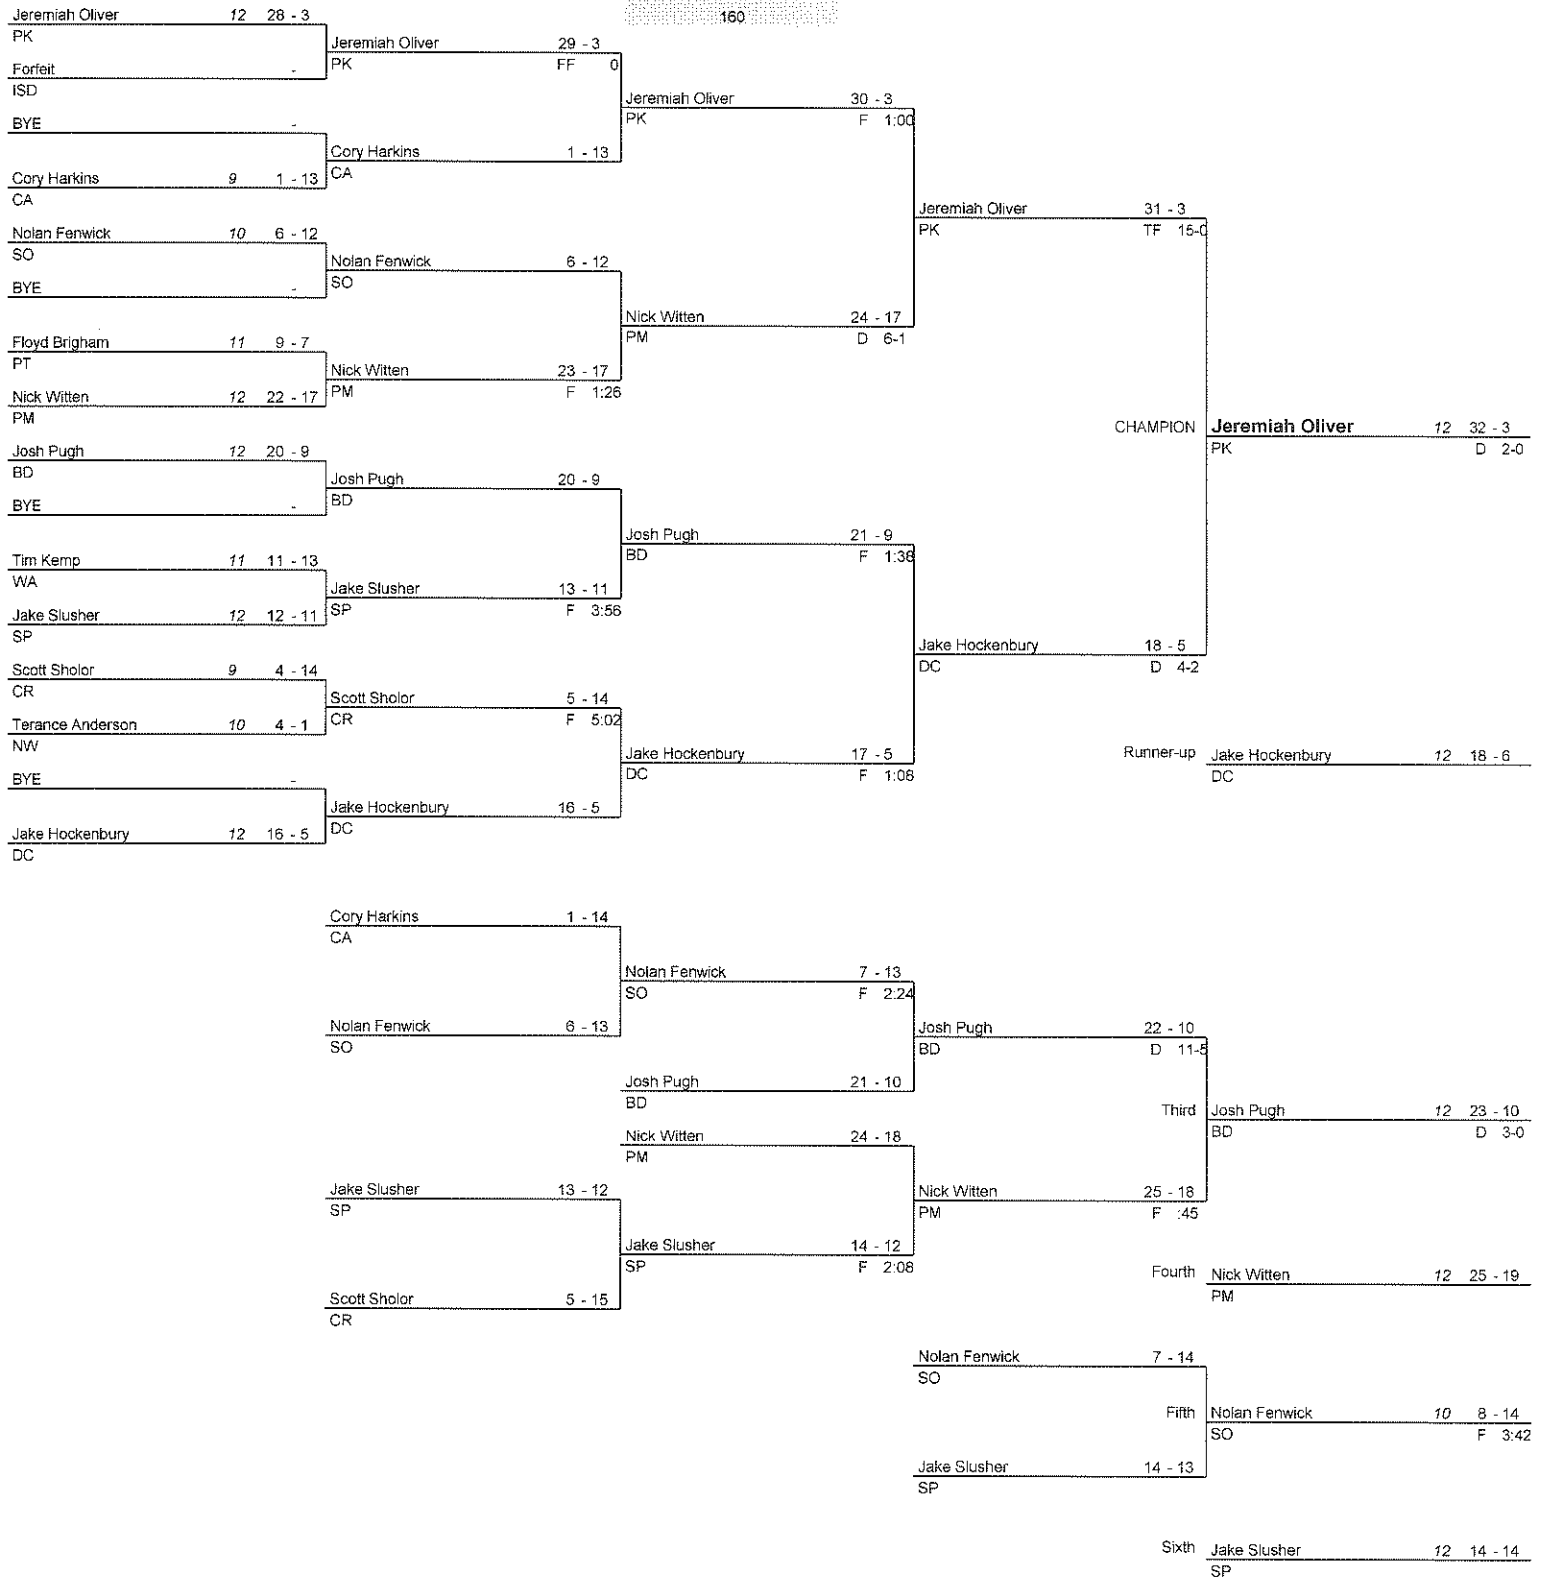 160
Jeremiah Oliver 12 28 - 3
PK
Forfeit -
ISD
BYE -
Cory Harkins 9 1 - 13
CA
Nolan Fenwick 10 6 - 12
SO
BYE -
Floyd Brigham 11 9 - 7
PT
Nick Witten 12 22 - 17
PM
Josh Pugh 12 20 - 9
BD
BYE -
Tim Kemp 11 11 - 13
WA
Jake Slusher 12 12 - 11
SP
Scott Sholor 9 4 - 14
CR
Terance Anderson 10 4 - 1
NW
BYE -
Jake Hockenbury 12 16 - 5
DC
Jeremiah Oliver 29 - 3
PK FF 0
Cory Harkins 1 - 13
CA
Nolan Fenwick 6 - 12
SO
Nick Witten 23 - 17
PM F 1:26
Josh Pugh 20 - 9
BD
Jake Slusher 13 - 11
SP F 3:56
Scott Sholor 5 - 14
CR F 5:02
Jake Hockenbury 16 - 5
DC
Jeremiah Oliver 30 - 3
PK F 1:00
Nick Witten 24 - 17
PM D 6-1
Josh Pugh 21 - 9
BD F 1:38
Jake Hockenbury 17 - 5
DC F 1:08
Jeremiah Oliver 31 - 3
PK TF 15-0
Jake Hockenbury 18 - 5
DC D 4-2
CHAMPION Jeremiah Oliver 12 32 - 3
PK D 2-0
Runner-up Jake Hockenbury 12 18 - 6
DC
Cory Harkins 1 - 14
CA
Nolan Fenwick 6 - 13
SO
Jake Slusher 13 - 12
SP
Scott Sholor 5 - 15
CR
Nolan Fenwick 7 - 13
SO F 2:24
Josh Pugh 21 - 10
BD
Nick Witten 24 - 18
PM
Jake Slusher 14 - 12
SP F 2:08
Josh Pugh 22 - 10
BD D 11-5
Nick Witten 25 - 18
PM F :45
Third Josh Pugh 12 23 - 10
BD D 3-0
Fourth Nick Witten 12 25 - 19
PM
Nolan Fenwick 7 - 14
SO
Jake Slusher 14 - 13
SP
Fifth Nolan Fenwick 10 8 - 14
SO F 3:42
Sixth Jake Slusher 12 14 - 14
SP